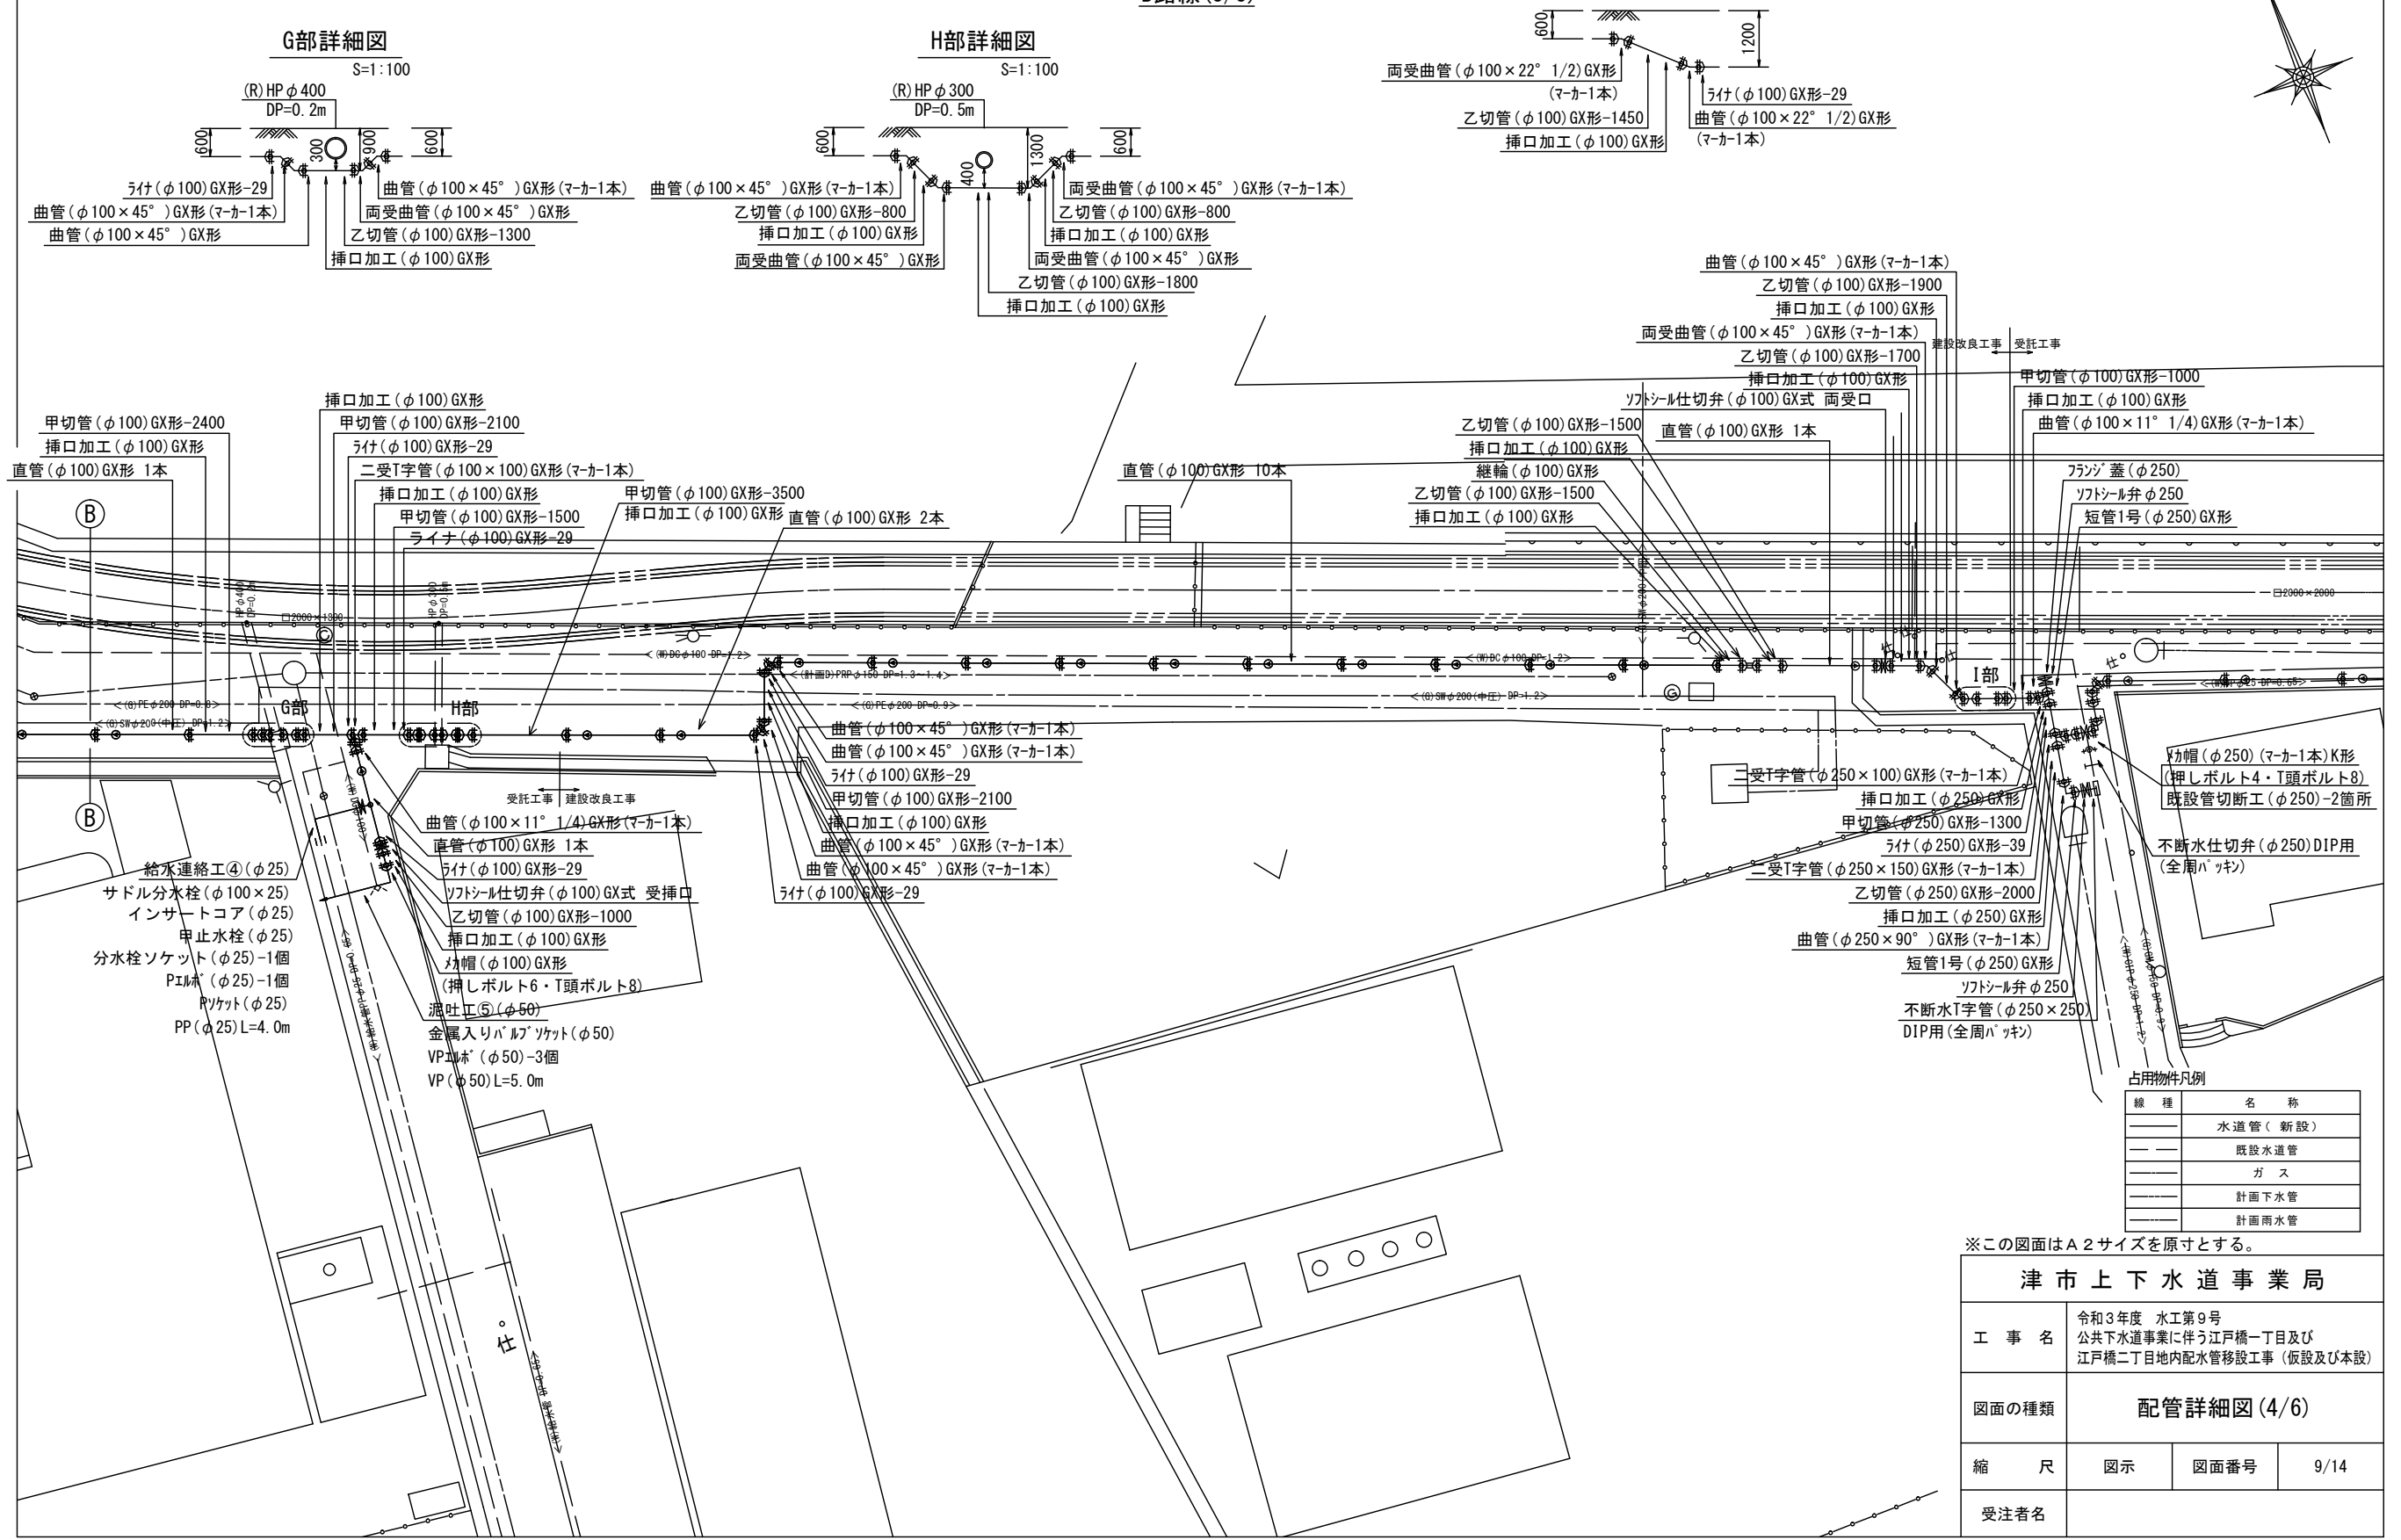 G部詳細図
S=1:100
(R)HPφ400
DP=0.2m
600
300
900
600
ﾗｲﾅ(φ100)GX形-29
曲管(φ100×45°)GX形(ﾏｰｶｰ1本)
曲管(φ100×45°)GX形
曲管(φ100×45°)GX形(ﾏｰｶｰ1本)
両受曲管(φ100×45°)GX形
乙切管(φ100)GX形-1300
挿口加工(φ100)GX形
H部詳細図
S=1:100
(R)HPφ300
DP=0.5m
600
400
1300
600
曲管(φ100×45°)GX形(ﾏｰｶｰ1本)
乙切管(φ100)GX形-800
挿口加工(φ100)GX形
両受曲管(φ100×45°)GX形
両受曲管(φ100×45°)GX形(ﾏｰｶｰ1本)
乙切管(φ100)GX形-800
挿口加工(φ100)GX形
両受曲管(φ100×45°)GX形
乙切管(φ100)GX形-1800
挿口加工(φ100)GX形
600
1200
両受曲管(φ100×22°1/2)GX形
(ﾏｰｶｰ1本)
乙切管(φ100)GX形-1450
挿口加工(φ100)GX形
ﾗｲﾅ(φ100)GX形-29
曲管(φ100×22°1/2)GX形
(ﾏｰｶｰ1本)
曲管(φ100×45°)GX形(ﾏｰｶｰ1本)
乙切管(φ100)GX形-1900
挿口加工(φ100)GX形
両受曲管(φ100×45°)GX形(ﾏｰｶｰ1本)
乙切管(φ100)GX形-1700
挿口加工(φ100)GX形
ｿﾌﾄｼｰﾙ仕切弁(φ100)GX式 両受口
建設改良工事
受託工事
甲切管(φ100)GX形-1000
挿口加工(φ100)GX形
曲管(φ100×11°1/4)GX形(ﾏｰｶｰ1本)
乙切管(φ100)GX形-1500
挿口加工(φ100)GX形
継輪(φ100)GX形
乙切管(φ100)GX形-1500
挿口加工(φ100)GX形
直管(φ100)GX形 1本
ﾌﾗﾝｼﾞ蓋(φ250)
ｿﾌﾄｼｰﾙ弁φ250
短管1号(φ250)GX形
甲切管(φ100)GX形-2400
挿口加工(φ100)GX形
直管(φ100)GX形 1本
挿口加工(φ100)GX形
甲切管(φ100)GX形-2100
ﾗｲﾅ(φ100)GX形-29
二受T字管(φ100×100)GX形(ﾏｰｶｰ1本)
挿口加工(φ100)GX形
甲切管(φ100)GX形-1500
ライナ(φ100)GX形-29
甲切管(φ100)GX形-3500
挿口加工(φ100)GX形
直管(φ100)GX形 2本
直管(φ100)GX形 10本
B
HPφ400
HPφ300
DP=0.5m
□2000×1300
C
<(W)DCφ100 DP=1.2>
<(W)DCφ100 DP=1.2>
□2000×2000
<(計画D)PRPφ150 DP=1.3~1.4>
<(G)PEφ200 DP=0.8>
<(G)SWφ200(中圧) DP=1.2>
<(G)PEφ200 DP=0.9>
<(G)SWφ200(中圧) DP=1.2>
G
G部
H部
I部
仕
仕
仕
B
受託工事
建設改良工事
曲管(φ100×45°)GX形(ﾏｰｶｰ1本)
曲管(φ100×45°)GX形(ﾏｰｶｰ1本)
ﾗｲﾅ(φ100)GX形-29
甲切管(φ100)GX形-2100
挿口加工(φ100)GX形
曲管(φ100×45°)GX形(ﾏｰｶｰ1本)
曲管(φ100×45°)GX形(ﾏｰｶｰ1本)
ﾗｲﾅ(φ100)GX形-29
曲管(φ100×11°1/4)GX形(ﾏｰｶｰ1本)
直管(φ100)GX形 1本
ﾗｲﾅ(φ100)GX形-29
ｿﾌﾄｼｰﾙ仕切弁(φ100)GX式 受挿口
乙切管(φ100)GX形-1000
挿口加工(φ100)GX形
ﾒｶ帽(φ100)GX形
(押しボルト6・T頭ボルト8)
泥吐工⑤(φ50)
金属入りﾊﾞﾙﾌﾞｿｹｯﾄ(φ50)
VPｴﾙﾎﾞ(φ50)-3個
VP(φ50)L=5.0m
給水連絡工④(φ25)
サドル分水栓(φ100×25)
インサートコア(φ25)
甲止水栓(φ25)
分水栓ソケット(φ25)-1個
Pｴﾙﾎﾞ(φ25)-1個
Pｿｹｯﾄ(φ25)
PP(φ25)L=4.0m
二受T字管(φ250×100)GX形(ﾏｰｶｰ1本)
挿口加工(φ250)GX形
甲切管(φ250)GX形-1300
ﾗｲﾅ(φ250)GX形-39
二受T字管(φ250×150)GX形(ﾏｰｶｰ1本)
乙切管(φ250)GX形-2000
挿口加工(φ250)GX形
曲管(φ250×90°)GX形(ﾏｰｶｰ1本)
短管1号(φ250)GX形
ｿﾌﾄｼｰﾙ弁φ250
不断水T字管(φ250×250)
DIP用(全周ﾊﾟｯｷﾝ)
ﾒｶ帽(φ250)(ﾏｰｶｰ1本)K形
(押しボルト4・T頭ボルト8)
既設管切断工(φ250)-2箇所
不断水仕切弁(φ250)DIP用
(全周ﾊﾟｯｷﾝ)
仕
占用物件凡例
線 種
名 称
水道管( 新設)
既設水道管
ガ ス
計画下水管
計画雨水管
※この図面はA2サイズを原寸とする。
津市上下水道事業局
工 事 名
令和3年度 水工第9号
公共下水道事業に伴う江戸橋一丁目及び
江戸橋二丁目地内配水管移設工事(仮設及び本設)
図面の種類
配管詳細図(4/6)
縮 尺
図示
図面番号
9/14
受注者名